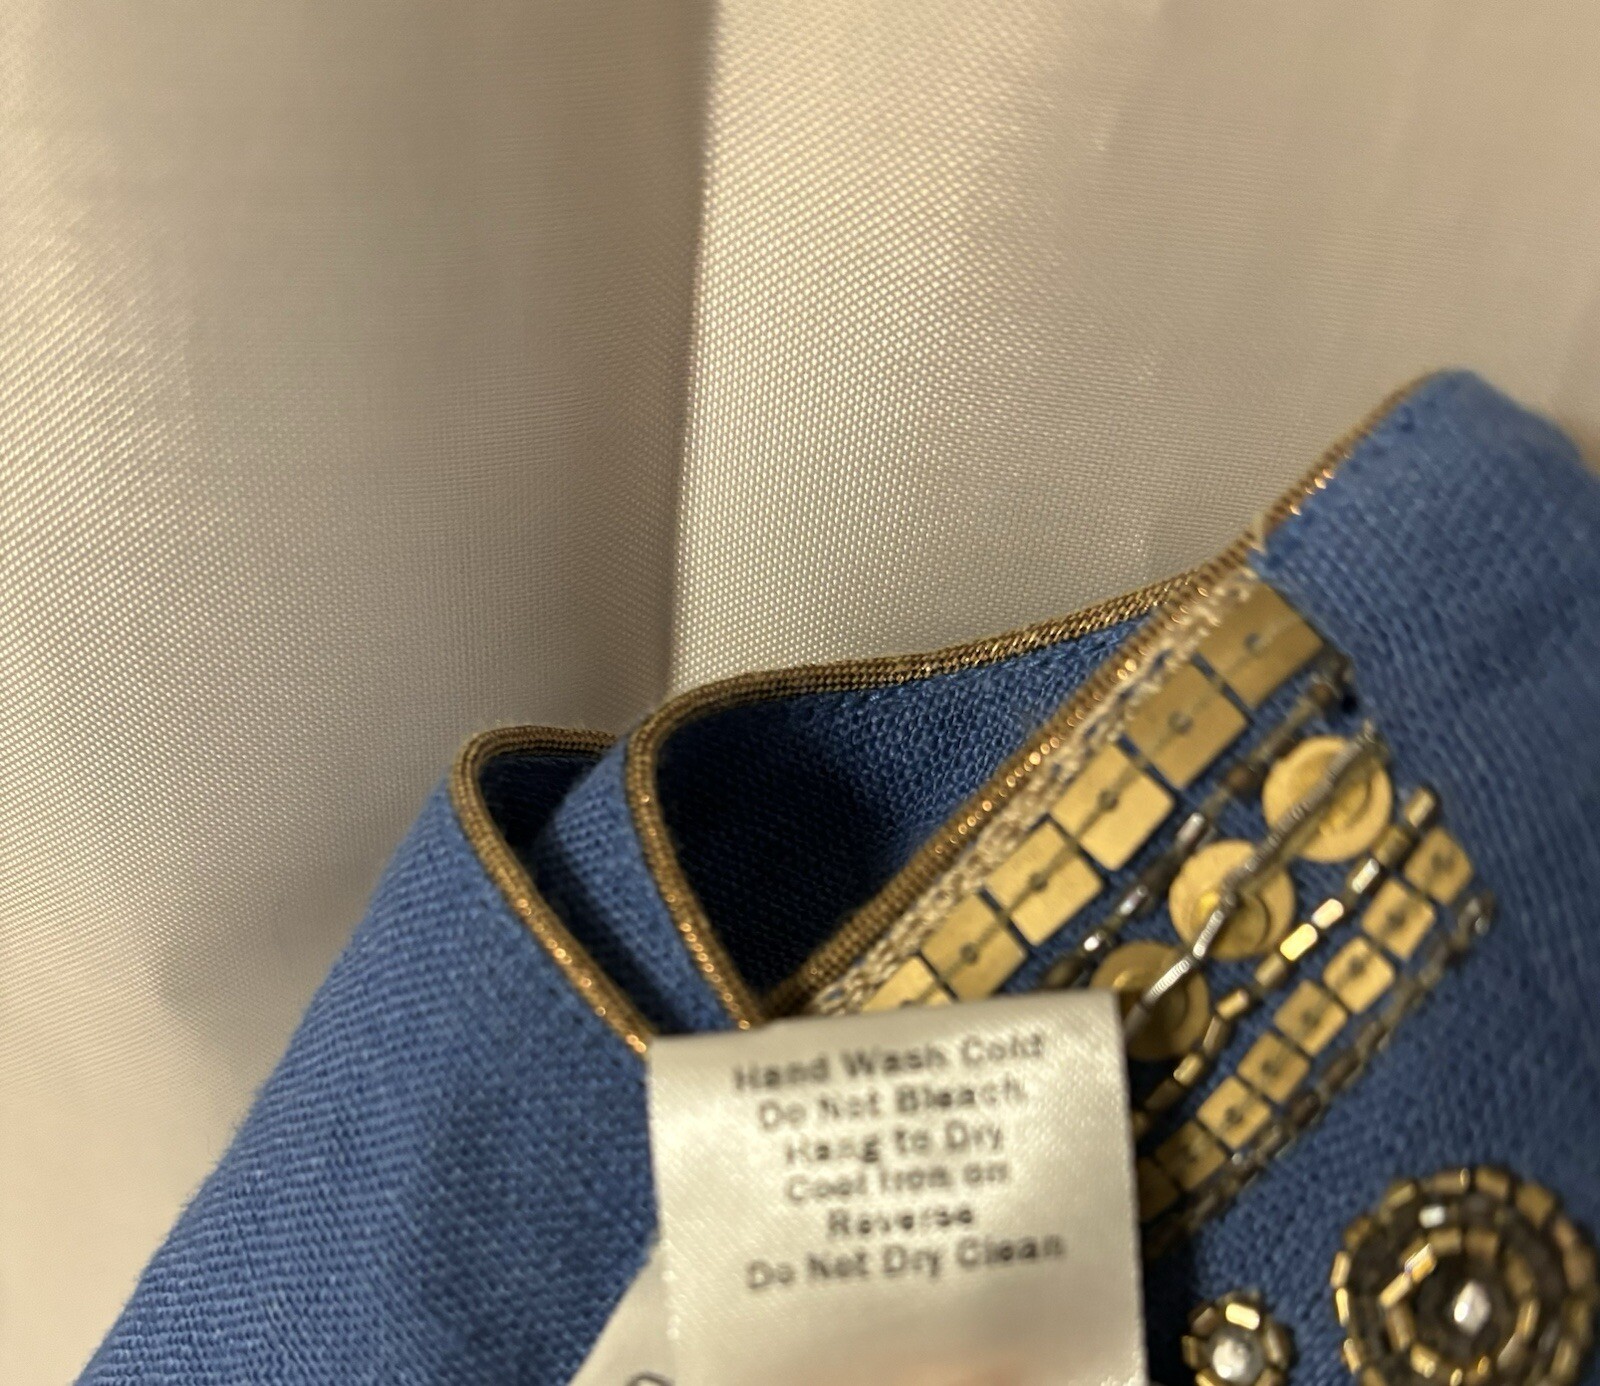 Hand Wash Cold
Do Not Bleach
Hang to Dry
Cool Iron on
Reverse
Do Not Dry Clean